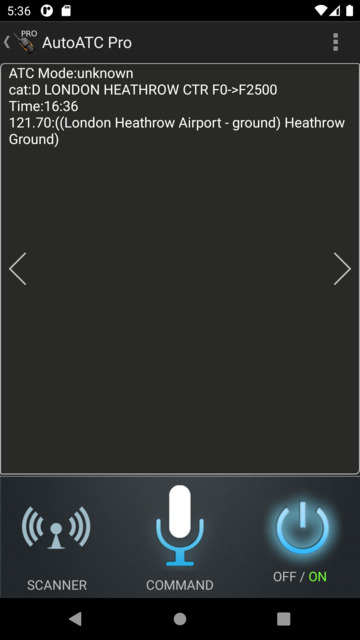 5:36
PRO
AutoATC Pro
ATC Mode:unknown
cat:D LONDON HEATHROW CTR F0->F2500
Time:16:36
121.70:((London Heathrow Airport - ground) Heathrow
Ground)
SCANNER
COMMAND
OFF / ON